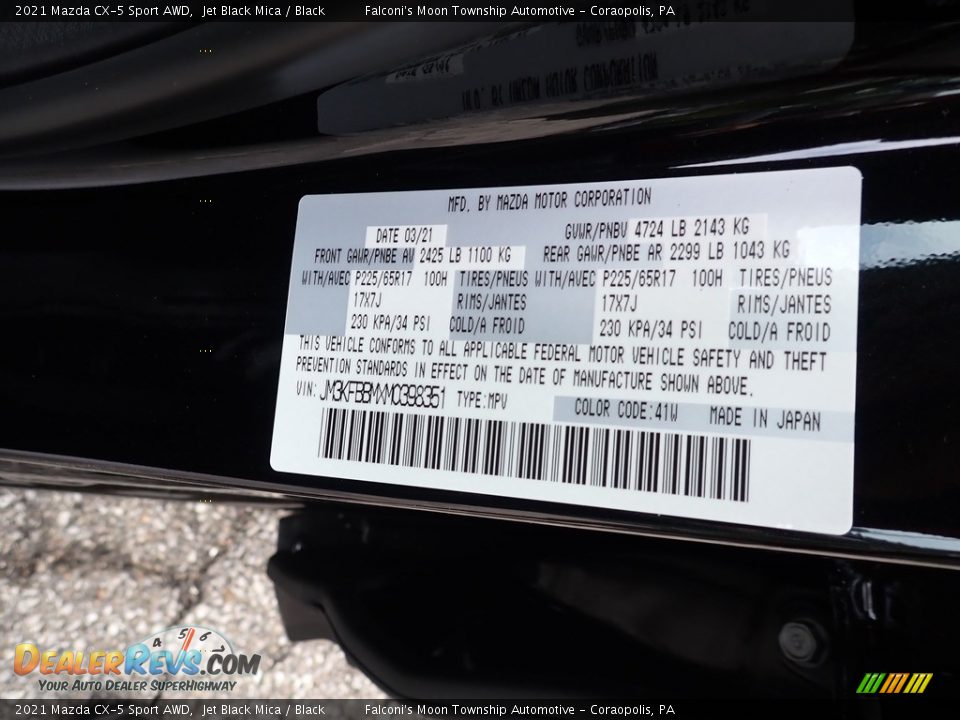 2021 Mazda CX-5 Sport AWD, Jet Black Mica / Black Falconi's Moon Township Automotive - Coraopolis, PA
MFD. BY MAZDA MOTOR CORPORATION
DATE 03/21 GVWR/PNBV 4724 LB 2143 KG
FRONT GAWR/PNBE AV 2425 LB 1100 KG REAR GAWR/PNBE AR 2299 LB 1043 KG
WITH/AVEC P225/65R17 100H TIRES/PNEUS WITH/AVEC P225/65R17 100H TIRES/PNEUS
17X7J RIMS/JANTES 17X7J RIMS/JANTES
230 KPA/34 PSI COLD/A FROID 230 KPA/34 PSI COLD/A FROID
THIS VEHICLE CONFORMS TO ALL APPLICABLE FEDERAL MOTOR VEHICLE SAFETY AND THEFT
PREVENTION STANDARDS IN EFFECT ON THE DATE OF MANUFACTURE SHOWN ABOVE.
VIN: JM3KFBBMXM0398351 TYPE:MPV COLOR CODE:41W MADE IN JAPAN
4 5 6
DEALERREVS.COM
YOUR AUTO DEALER SUPERHIGHWAY
2021 Mazda CX-5 Sport AWD, Jet Black Mica / Black Falconi's Moon Township Automotive - Coraopolis, PA